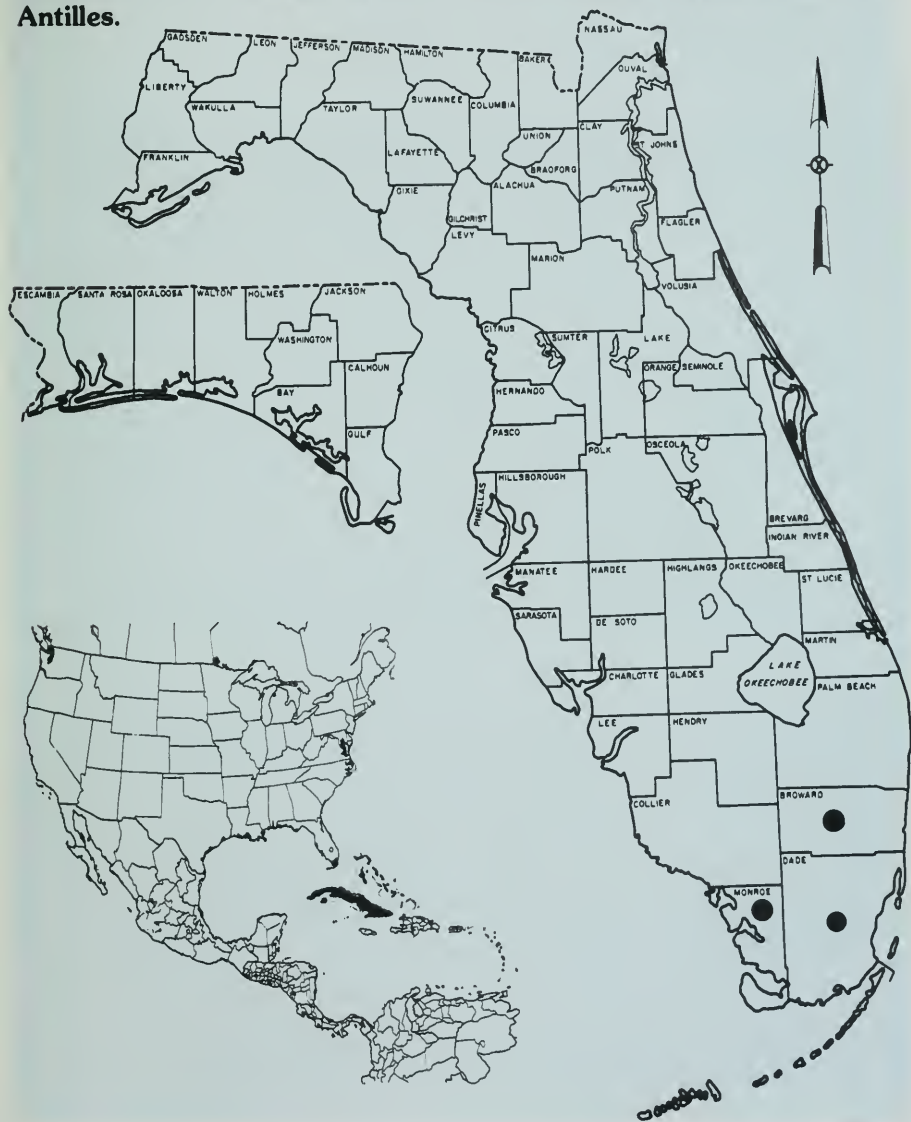 Antilles.
NASSAU
GADSDEN LEON JEFFERSON MADISON HAMILTON BAKER
DUVAL
LIBERTY
WAKULLA TAYLOR SUWANNEE COLUMBIA
UNION CLAY ST JOHNS
FRANKLIN LAFAYETTE BRADFORG
DIXIE ALACHUA PUTNAM
GILCHRIST FLAGLER
LEVY
MARION
VOLUSIA
ESCAMBIA SANTA ROSA OKALOOSA WALTON HOLMES JACKSON
WASHINGTON
CALHOUN
BAY
GULF
CITRUS SUMTER LAKE
ORANGE SEMINOLE
HERNANDO
PASCO
POLK OSCEOLA
HILLSBOROUGH
PINELLAS
BREVARG
INDIAN RIVER
MANATEE HARDEE HIGHLANGS OKEECHOBEE
ST LUCIE
SARASOTA DE SOTO
MARTIN
LAKE
OKEECHOBEE
CHARLOTTE GLADES PALM BEACH
LEE HENDRY
COLLIER BROWARD
DADE
MONROE